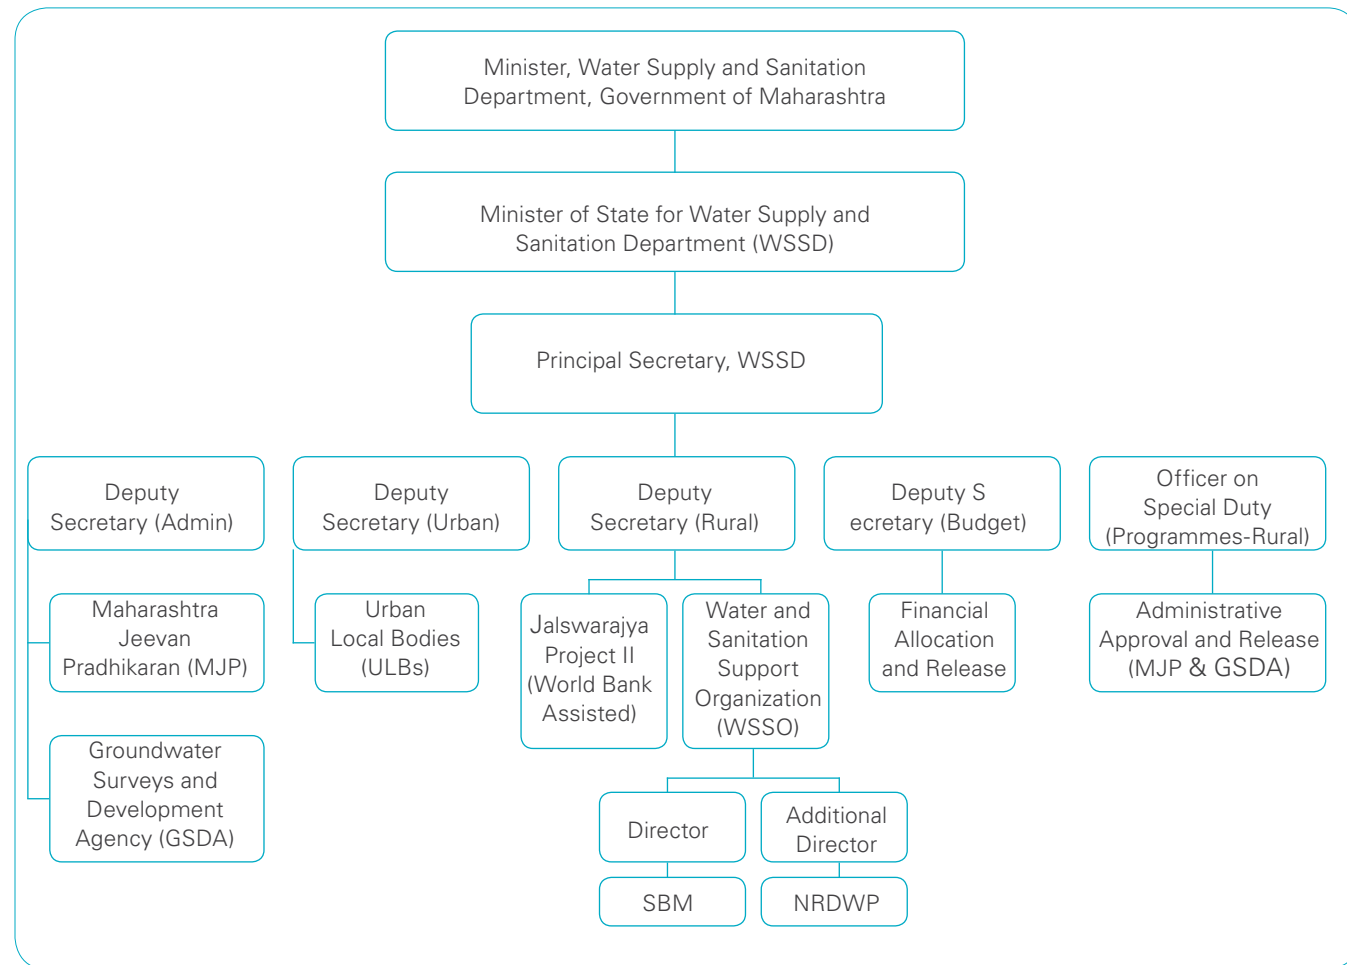 Minister, Water Supply and Sanitation
Department, Government of Maharashtra
Minister of State for Water Supply and
Sanitation Department (WSSD)
Principal Secretary, WSSD
Deputy
Secretary (Admin)
Deputy
Secretary (Urban)
Deputy
Secretary (Rural)
Deputy S
ecretary (Budget)
Officer on
Special Duty
(Programmes-Rural)
Maharashtra
Jeevan
Pradhikaran (MJP)
Urban
Local Bodies
(ULBs)
Jalswarajya
Project II
(World Bank
Assisted)
Water and
Sanitation
Support
Organization
(WSSO)
Financial
Allocation
and Release
Administrative
Approval and Release
(MJP & GSDA)
Groundwater
Surveys and
Development
Agency (GSDA)
Director
Additional
Director
SBM
NRDWP